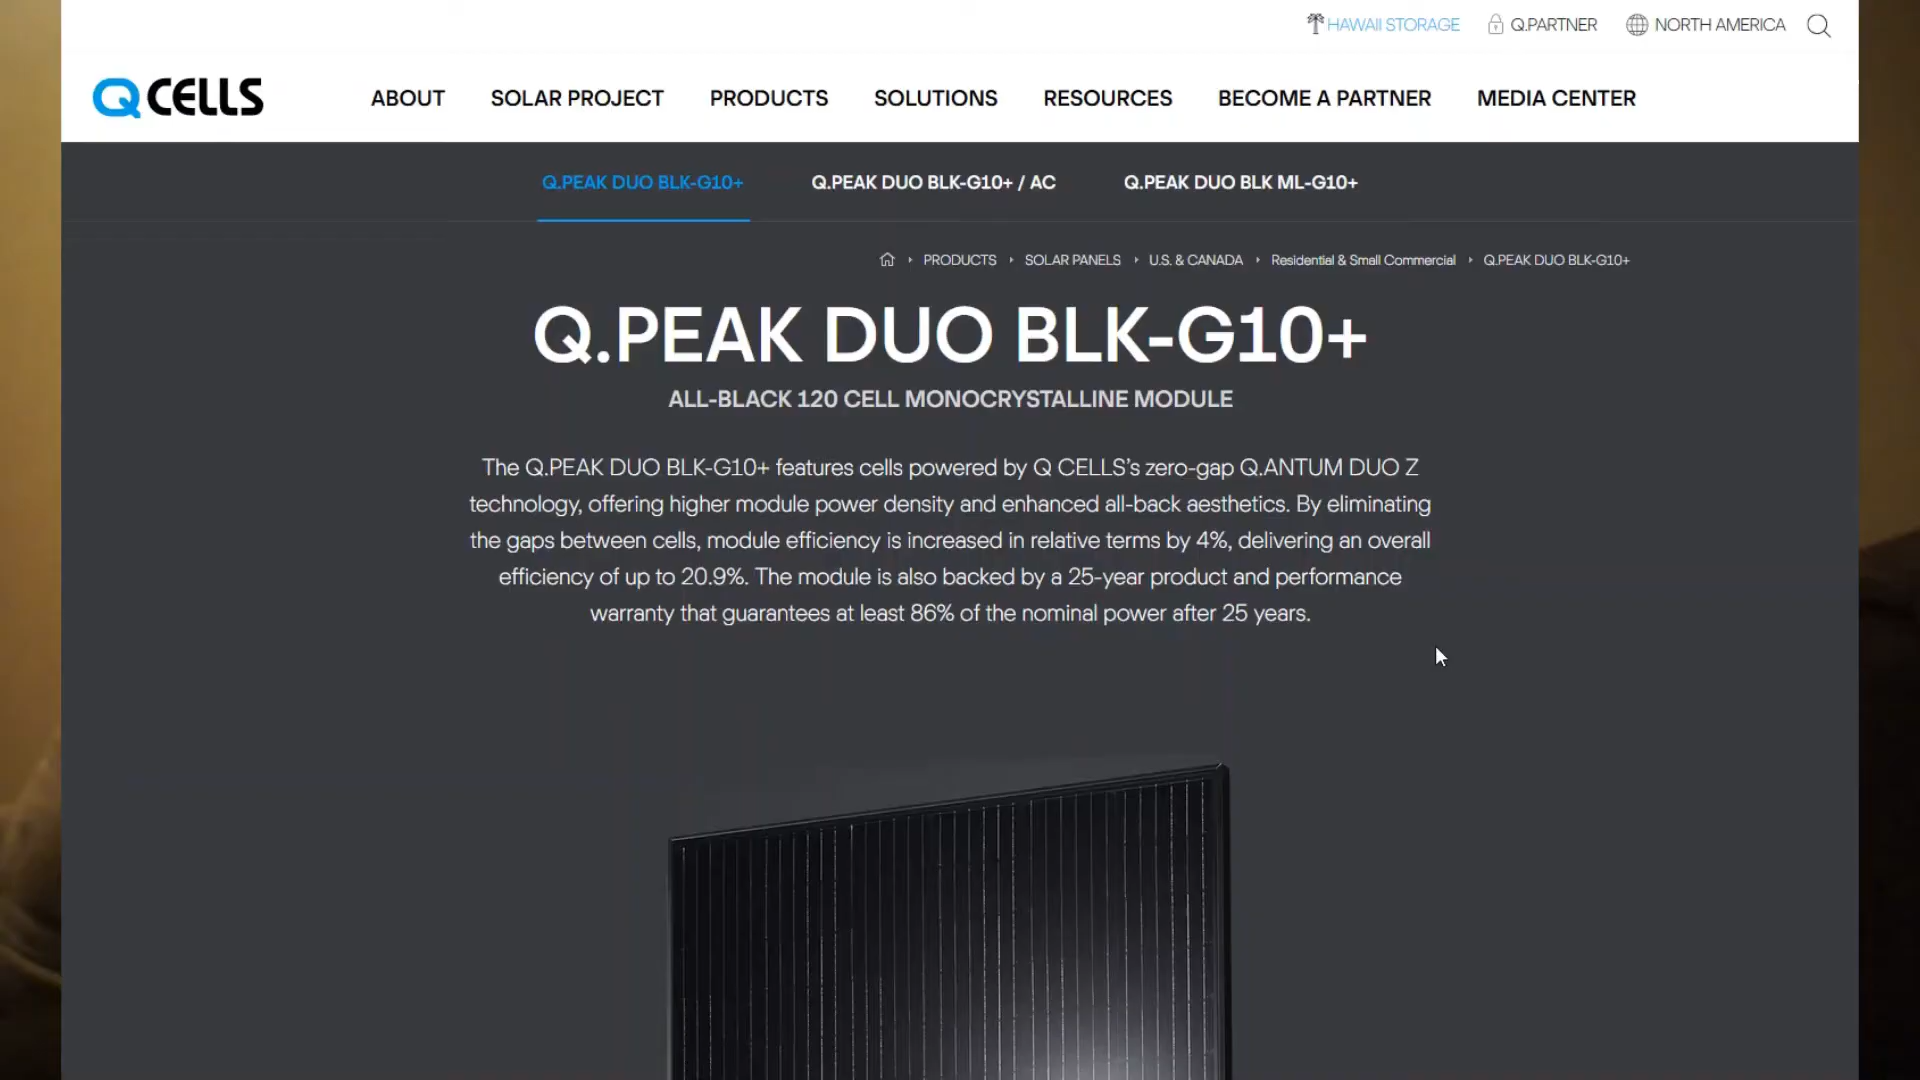 HAWAII STORAGE Q.PARTNER NORTH AMERICA
Q CELLS ABOUT SOLAR PROJECT PRODUCTS SOLUTIONS RESOURCES BECOME A PARTNER MEDIA CENTER
Q.PEAK DUO BLK-G10+ Q.PEAK DUO BLK-G10+ / AC Q.PEAK DUO BLK ML-G10+
PRODUCTS SOLAR PANELS U.S. & CANADA Residential & Small Commercial Q.PEAK DUO BLK-G10+
Q.PEAK DUO BLK-G10+
ALL-BLACK 120 CELL MONOCRYSTALLINE MODULE
The Q.PEAK DUO BLK-G10+ features cells powered by Q CELLS's zero-gap Q.ANTUM DUO Z
technology, offering higher module power density and enhanced all-back aesthetics. By eliminating
the gaps between cells, module efficiency is increased in relative terms by 4%, delivering an overall
efficiency of up to 20.9%. The module is also backed by a 25-year product and performance
warranty that guarantees at least 86% of the nominal power after 25 years.